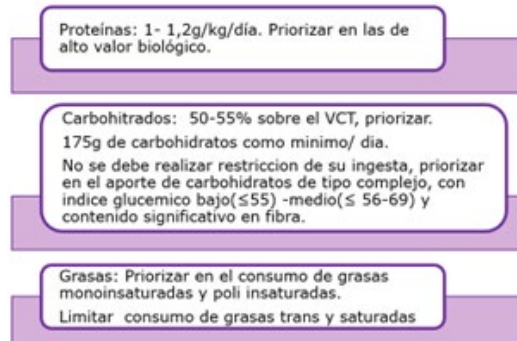 Proteínas: 1- 1,2g/kg/día. Priorizar en las de
alto valor biológico.
Carbohitrados: 50-55% sobre el VCT, priorizar.
175g de carbohidratos como minimo/ dia.
No se debe realizar restriccion de su ingesta, priorizar
en el aporte de carbohidratos de tipo complejo, con
indice glucemico bajo(≤55) -medio(≤ 56-69) y
contenido significativo en fibra.
Grasas: Priorizar en el consumo de grasas
monoinsaturadas y poli insaturadas.
Limitar consumo de grasas trans y saturadas